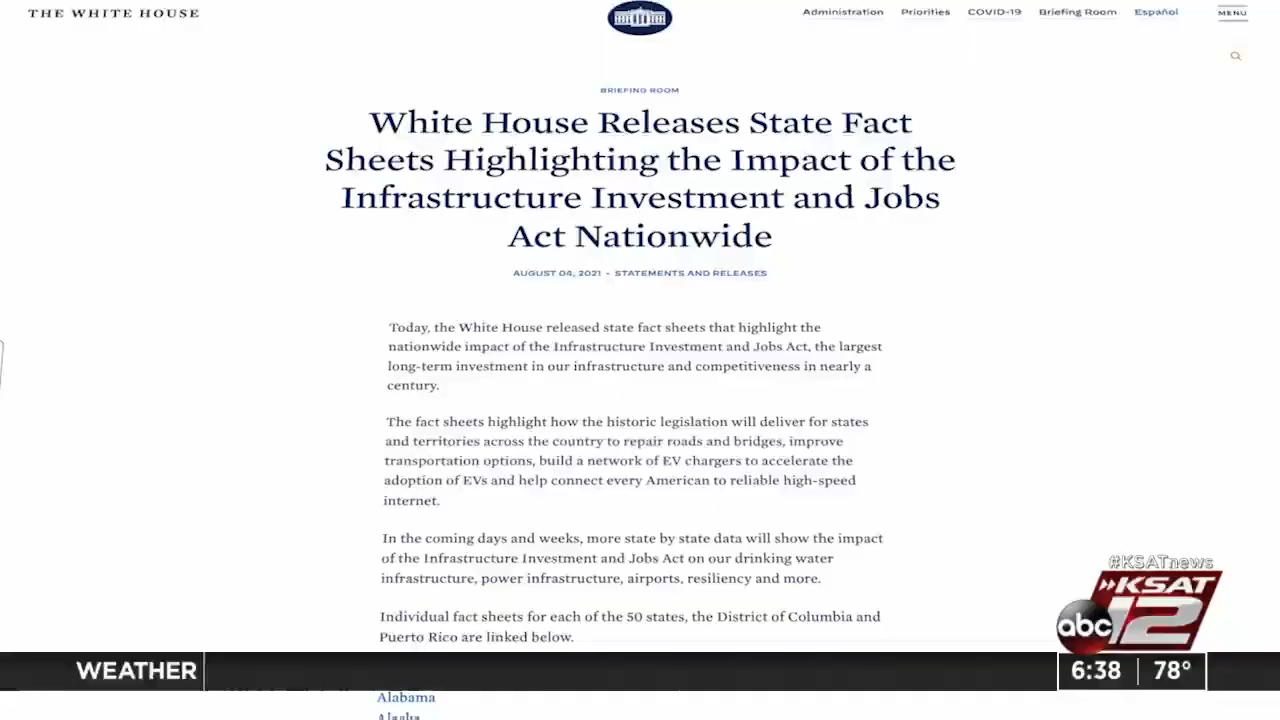 THE WHITE HOUSE
Administration Priorities COVID-19 Briefing Room Español MENU
BRIEFING ROOM
White House Releases State Fact
Sheets Highlighting the Impact of the
Infrastructure Investment and Jobs
Act Nationwide
AUGUST 04, 2021 • STATEMENTS AND RELEASES
Today, the White House released state fact sheets that highlight the
nationwide impact of the Infrastructure Investment and Jobs Act, the largest
long-term investment in our infrastructure and competitiveness in nearly a
century.
The fact sheets highlight how the historic legislation will deliver for states
and territories across the country to repair roads and bridges, improve
transportation options, build a network of EV chargers to accelerate the
adoption of EVs and help connect every American to reliable high-speed
internet.
In the coming days and weeks, more state by state data will show the impact
of the Infrastructure Investment and Jobs Act on our drinking water
infrastructure, power infrastructure, airports, resiliency and more.
Individual fact sheets for each of the 50 states, the District of Columbia and
Puerto Rico are linked below.
#KSATnews
KSAT
abc 12
WEATHER
6:38 78°
Alabama
Alaska